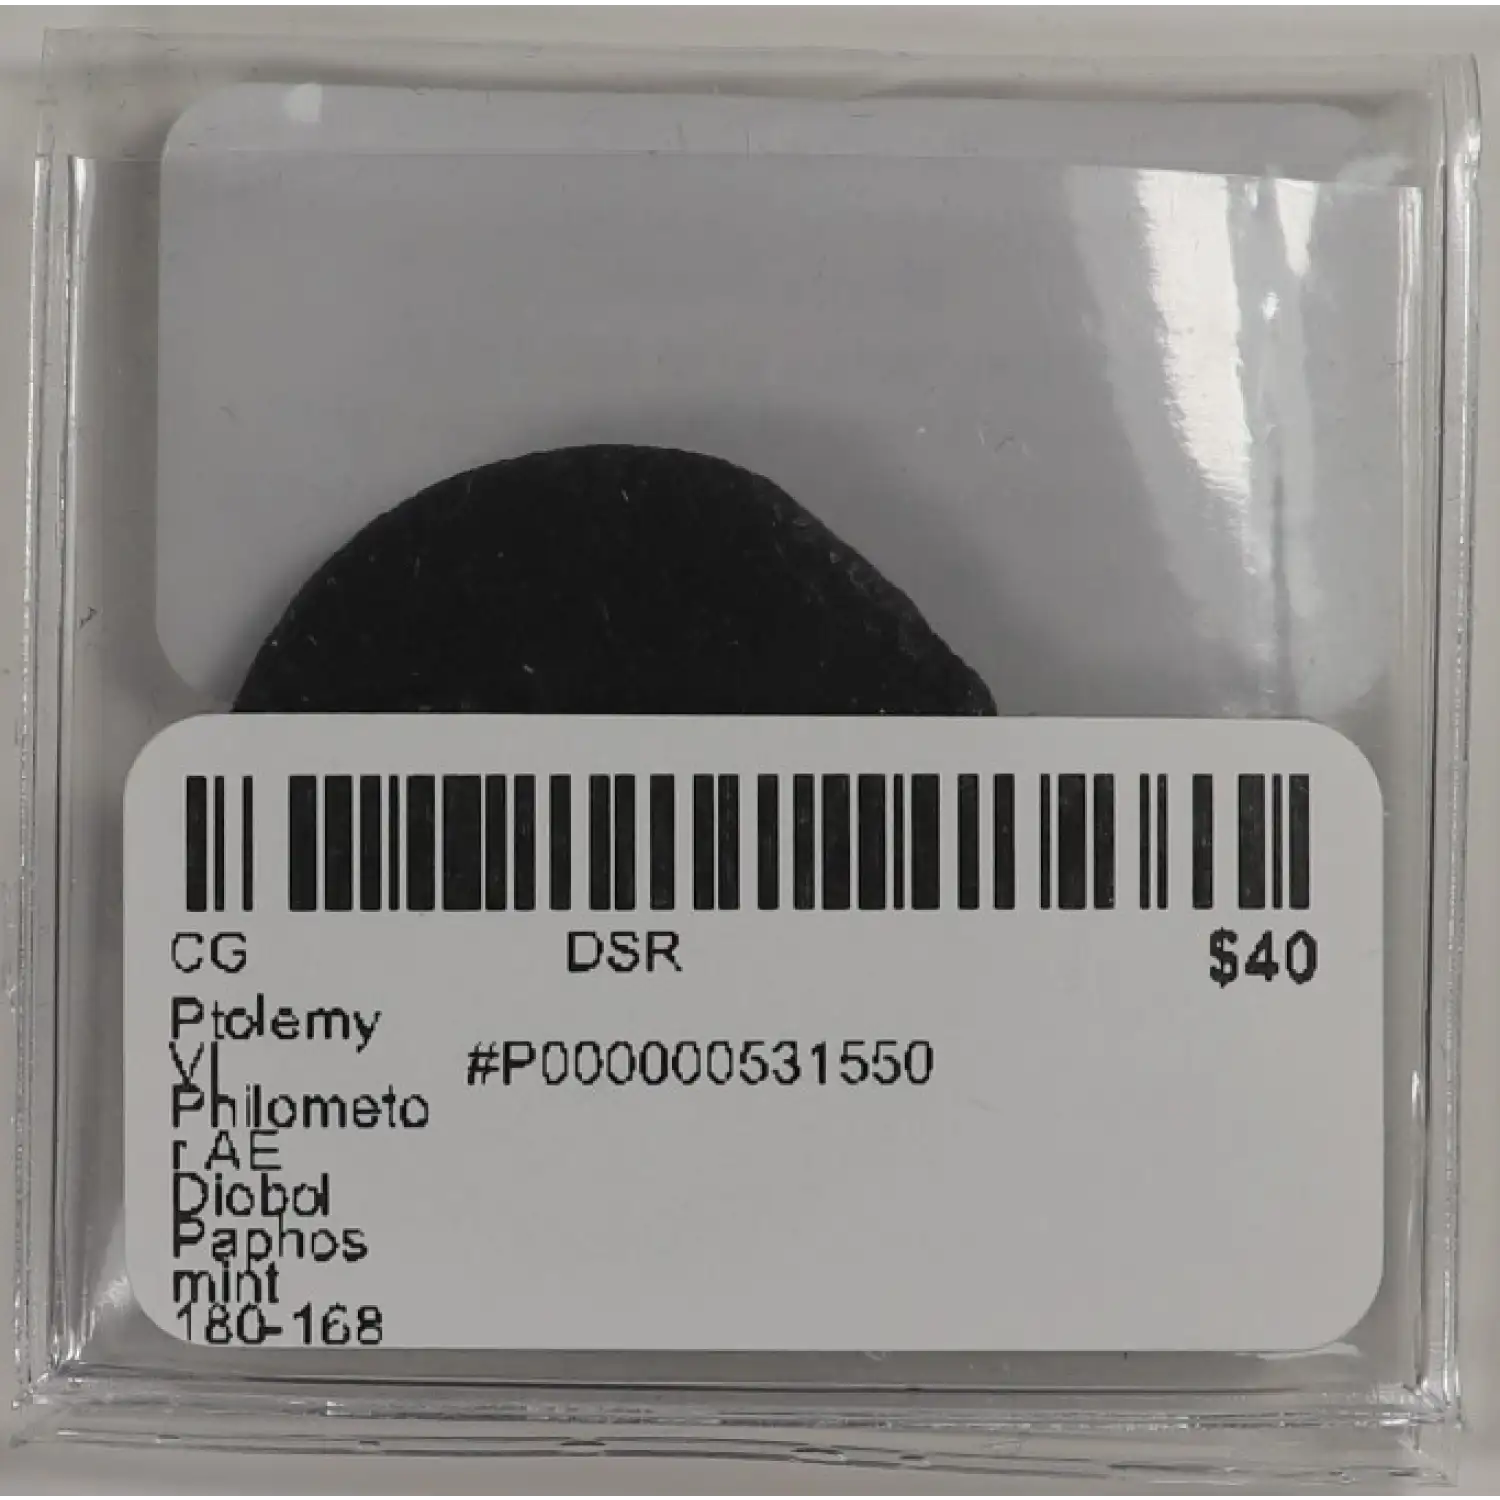 CG DSR $40
Ptolemy
VI
#P000000531550
Philometo
r AE
Diobol
Paphos
mint
180-168